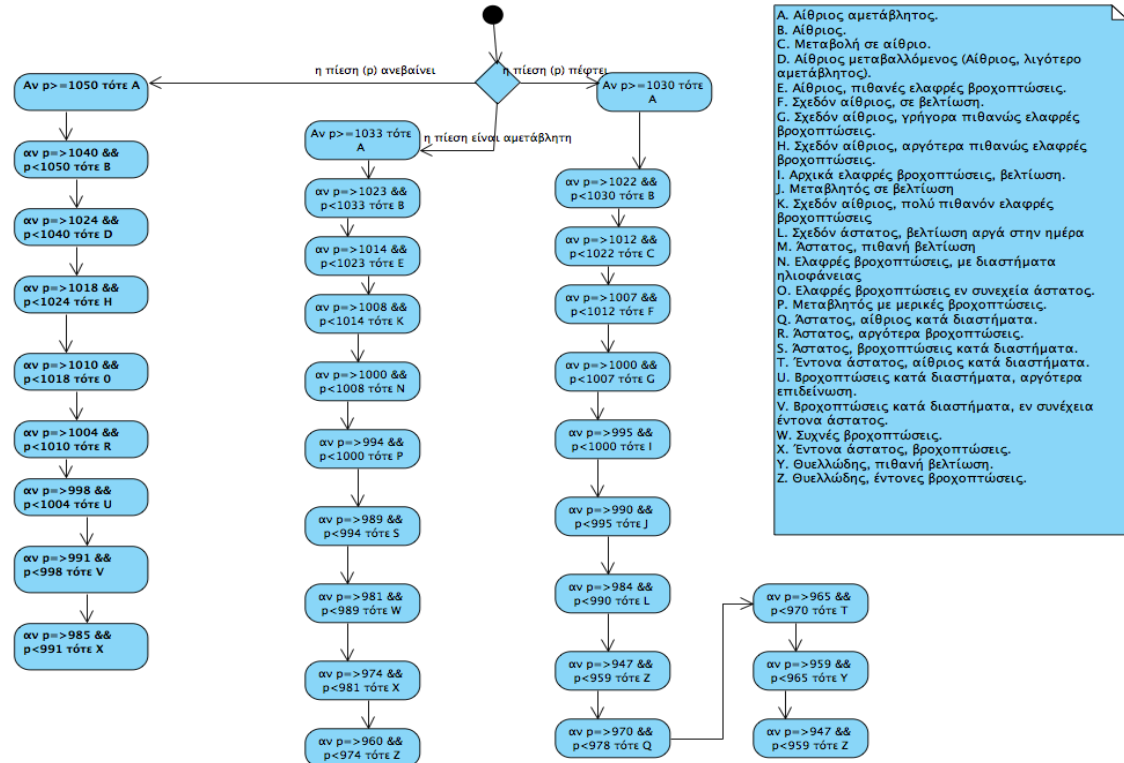 η πίεση (p) ανεβαίνει
η πίεση (p) πέφτει
η πίεση είναι αμετάβλητη
Αν p>=1050 τότε A
αν p=>1040 &&
p<1050 τότε B
αν p=>1024 &&
p<1040 τότε D
αν p=>1018 &&
p<1024 τότε H
αν p=>1010 &&
p<1018 τότε 0
αν p=>1004 &&
p<1010 τότε R
αν p=>998 &&
p<1004 τότε U
αν p=>991 &&
p<998 τότε V
αν p=>985 &&
p<991 τότε X
Αν p>=1033 τότε
A
αν p=>1023 &&
p<1033 τότε B
αν p=>1014 &&
p<1023 τότε E
αν p=>1008 &&
p<1014 τότε K
αν p=>1000 &&
p<1008 τότε N
αν p=>994 &&
p<1000 τότε P
αν p=>989 &&
p<994 τότε S
αν p=>981 &&
p<989 τότε W
αν p=>974 &&
p<981 τότε X
αν p=>960 &&
p<974 τότε Z
Αν p>=1030 τότε
A
αν p=>1022 &&
p<1030 τότε B
αν p=>1012 &&
p<1022 τότε C
αν p=>1007 &&
p<1012 τότε F
αν p=>1000 &&
p<1007 τότε G
αν p=>995 &&
p<1000 τότε I
αν p=>990 &&
p<995 τότε J
αν p=>984 &&
p<990 τότε L
αν p=>947 &&
p<959 τότε Z
αν p=>970 &&
p<978 τότε Q
αν p=>965 &&
p<970 τότε T
αν p=>959 &&
p<965 τότε Y
αν p=>947 &&
p<959 τότε Z
A. Αίθριος αμετάβλητος.
B. Αίθριος.
C. Μεταβολή σε αίθριο.
D. Αίθριος μεταβαλλόμενος (Αίθριος, λιγότερο
αμετάβλητος).
E. Αίθριος, πιθανές ελαφρές βροχοπτώσεις.
F. Σχεδόν αίθριος, σε βελτίωση.
G. Σχεδόν αίθριος, γρήγορα πιθανώς ελαφρές
βροχοπτώσεις.
H. Σχεδόν αίθριος, αργότερα πιθανώς ελαφρές
βροχοπτώσεις.
I. Αρχικά ελαφρές βροχοπτώσεις, βελτίωση.
J. Μεταβλητός σε βελτίωση
K. Σχεδόν αίθριος, πολύ πιθανόν ελαφρές
βροχοπτώσεις
L. Σχεδόν άστατος, βελτίωση αργά στην ημέρα
M. Άστατος, πιθανή βελτίωση
N. Ελαφρές βροχοπτώσεις, με διαστήματα
ηλιοφάνειας
O. Ελαφρές βροχοπτώσεις εν συνεχεία άστατος.
P. Μεταβλητός με μερικές βροχοπτώσεις.
Q. Άστατος, αίθριος κατά διαστήματα.
R. Άστατος, αργότερα βροχοπτώσεις.
S. Άστατος, βροχοπτώσεις κατά διαστήματα.
T. Έντονα άστατος, αίθριος κατά διαστήματα.
U. Βροχοπτώσεις κατά διαστήματα, αργότερα
επιδείνωση.
V. Βροχοπτώσεις κατά διαστήματα, εν συνέχεια
έντονα άστατος.
W. Συχνές βροχοπτώσεις.
X. Έντονα άστατος, βροχοπτώσεις.
Y. Θυελλώδης, πιθανή βελτίωση.
Z. Θυελλώδης, έντονες βροχοπτώσεις.